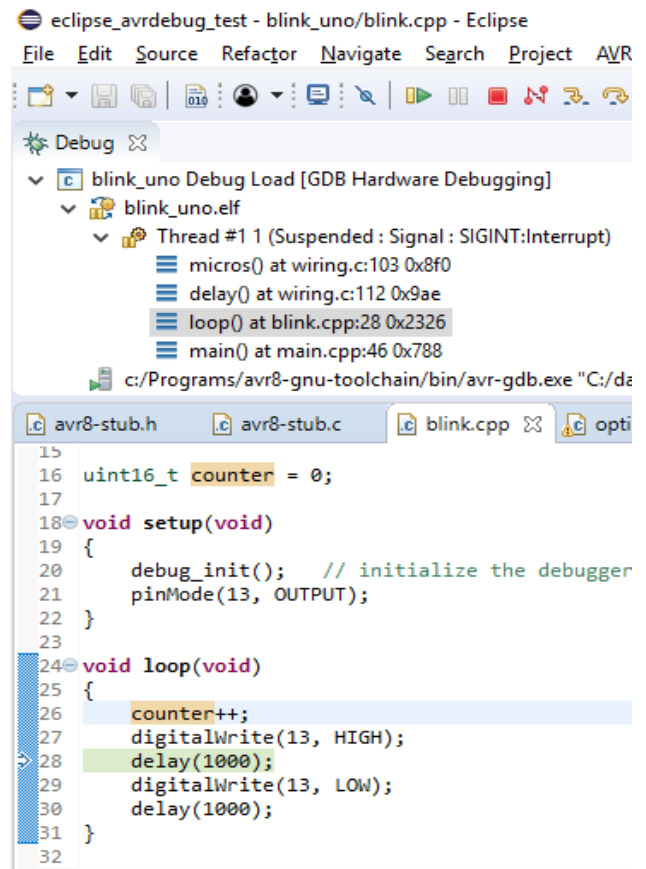 eclipse_avrdebug_test - blink_uno/blink.cpp - Eclipse
File Edit Source Refactor Navigate Search Project AVR
010
Debug
blink_uno Debug Load [GDB Hardware Debugging]
blink_uno.elf
Thread #1 1 (Suspended : Signal : SIGINT:Interrupt)
micros() at wiring.c:103 0x8f0
delay() at wiring.c:112 0x9ae
loop() at blink.cpp:28 0x2326
main() at main.cpp:46 0x788
c:/Programs/avr8-gnu-toolchain/bin/avr-gdb.exe "C:/da
avr8-stub.h avr8-stub.c blink.cpp opti
15
16 uint16_t counter = 0;
17
18 void setup(void)
19 {
20 debug_init(); // initialize the debugger
21 pinMode(13, OUTPUT);
22 }
23
24 void loop(void)
25 {
26 counter++;
27 digitalWrite(13, HIGH);
28 delay(1000);
29 digitalWrite(13, LOW);
30 delay(1000);
31 }
32